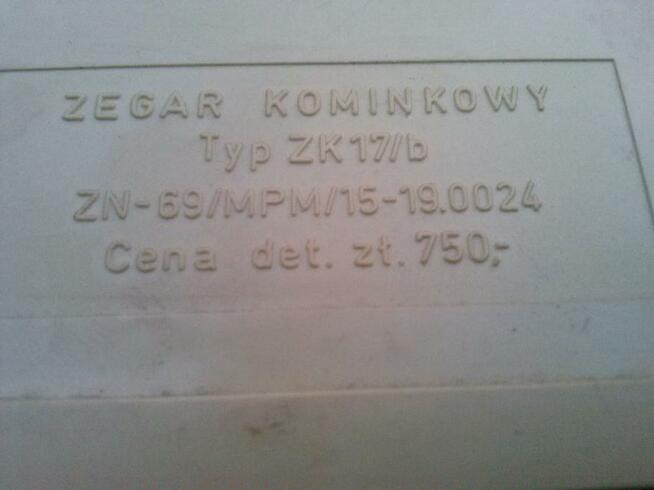 ZEGAR KOMINKOWY
Typ ZK17/b
ZN-69/MPM/15-19.0024
Cena det. zł. 750,-